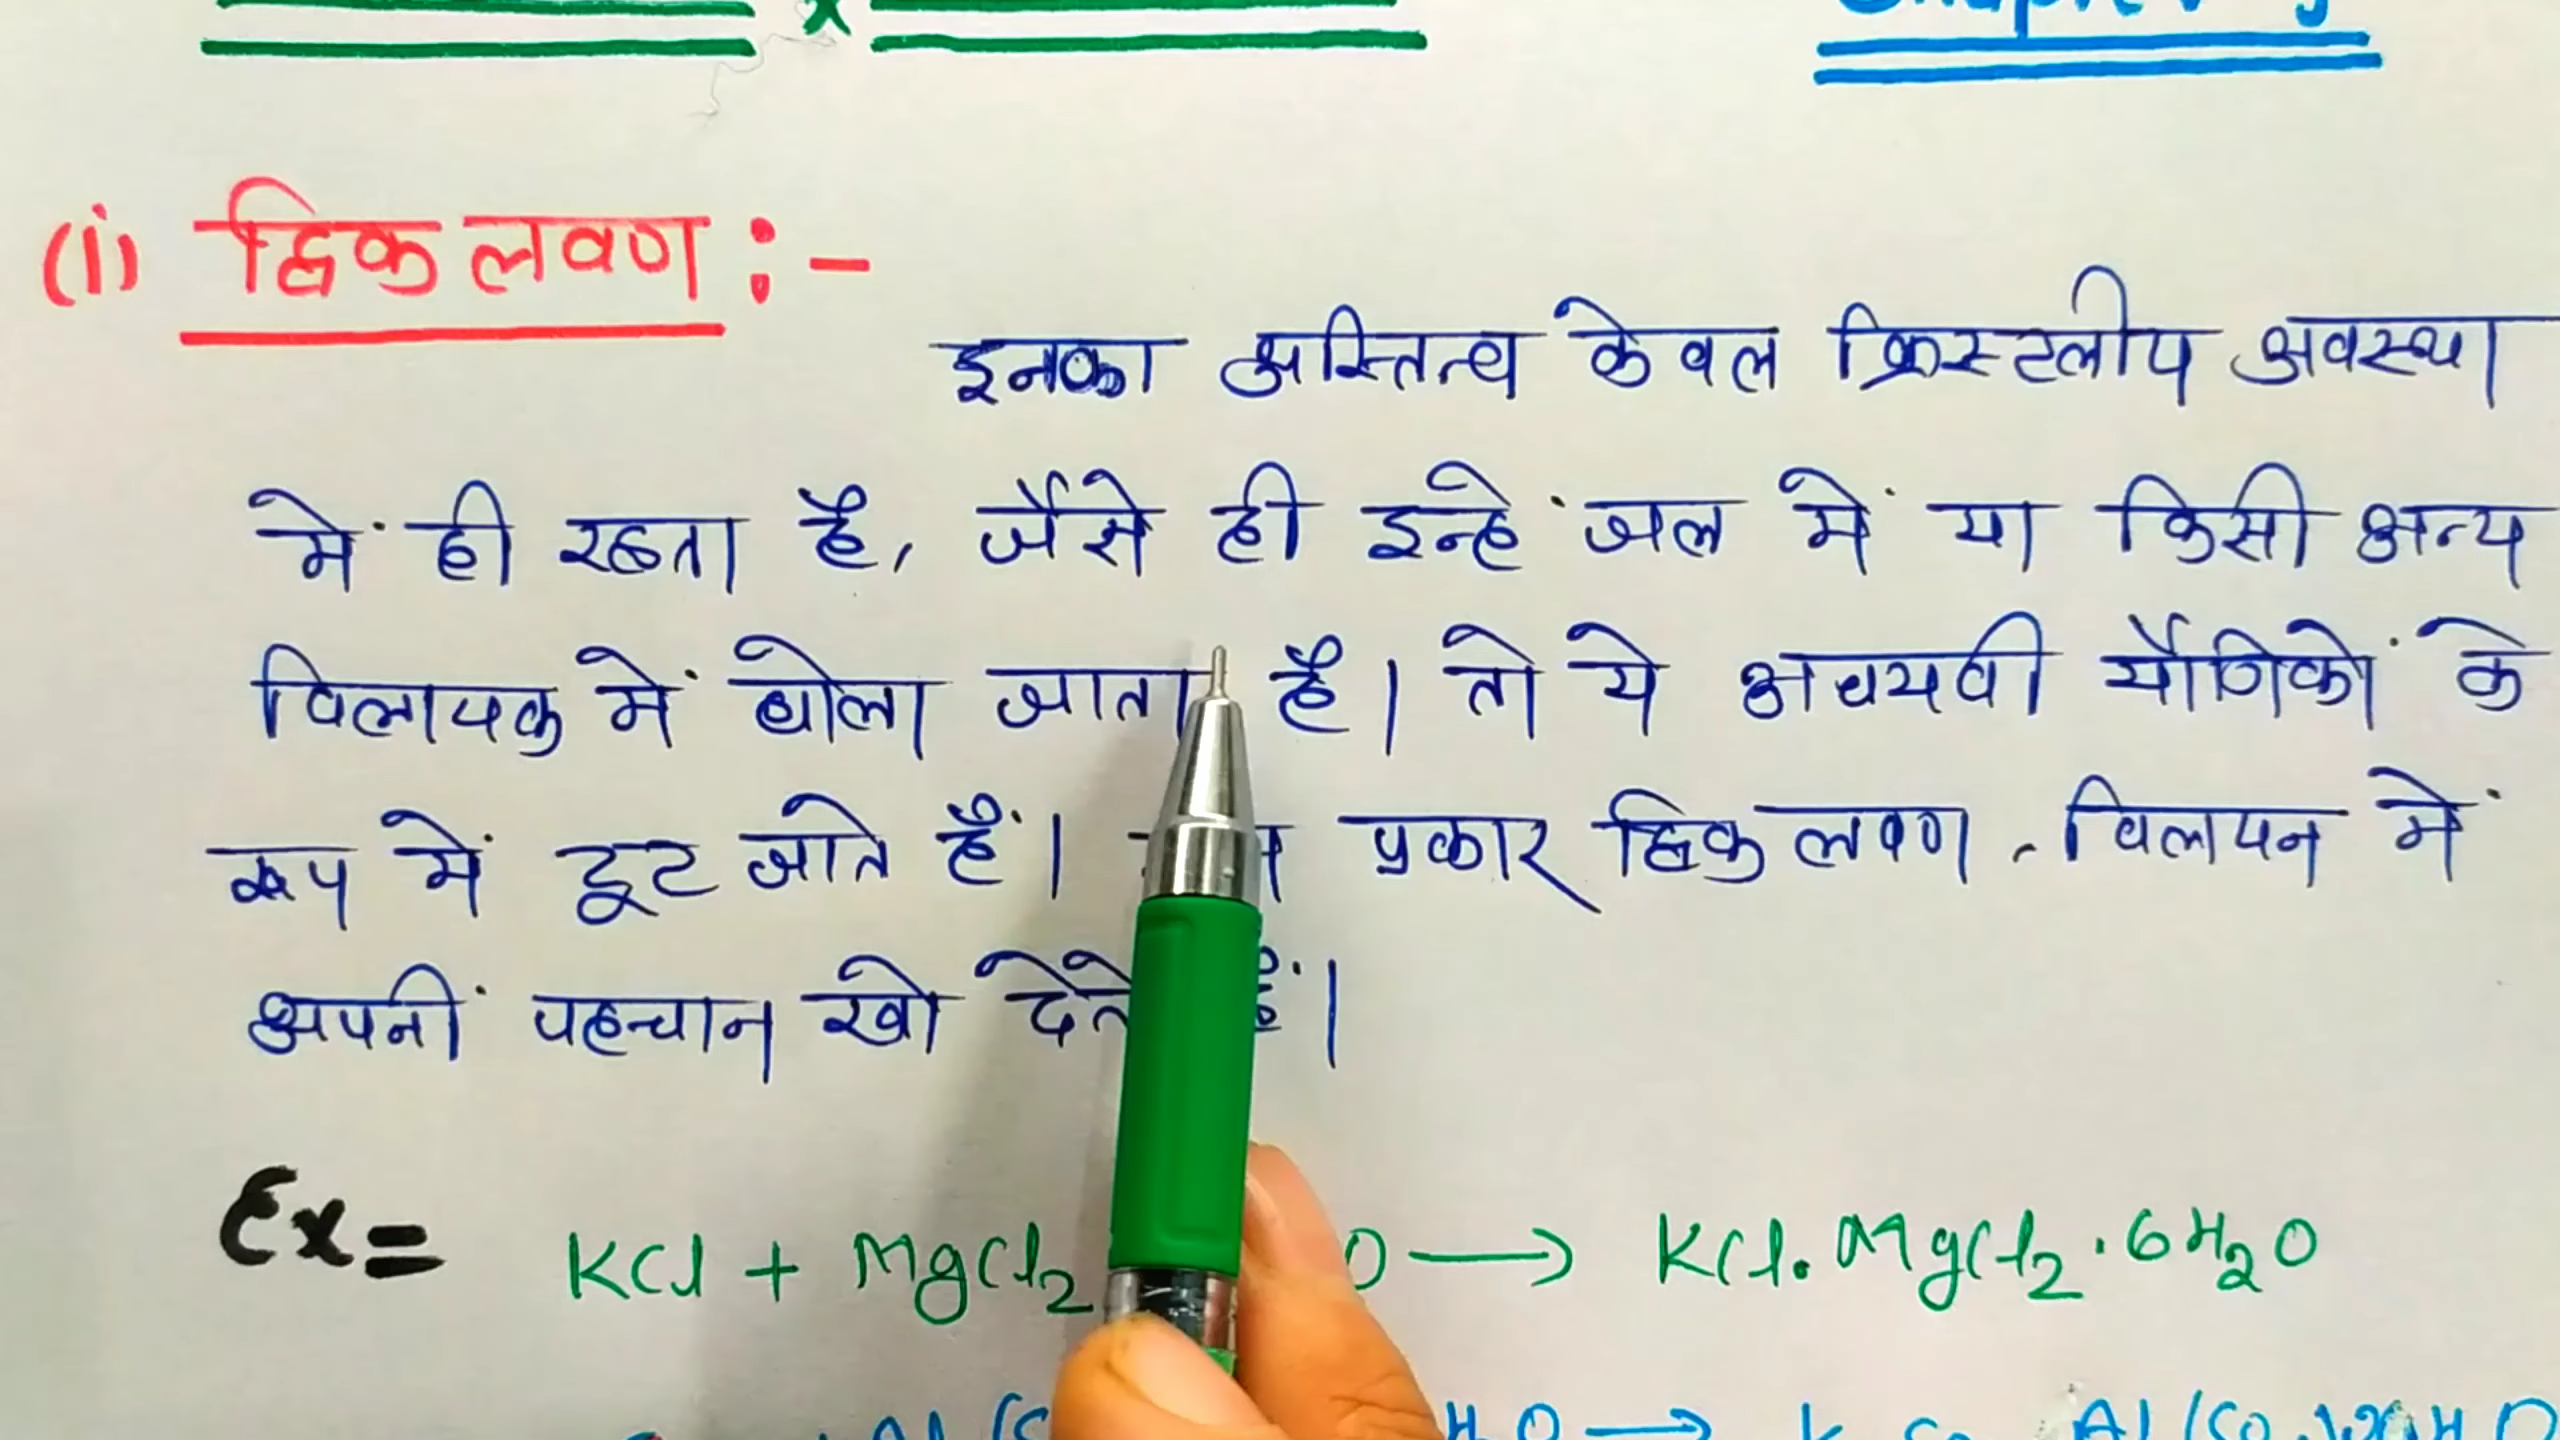 (i) द्विक लवण :-
इनका अस्तित्व केवल क्रिस्टलीय अवस्था
में ही रहता है, जैसे ही इन्हें जल में या किसी अन्य
विलायक में घोला जाता है। तो ये अवयवी यौगिकों के
रूप में टूट जाते हैं। प्रकार द्विक लवण, विलयन में
अपनीं पहचान खो देते हैं।
Ex=
KCl + MgCl2 O → KCl.MgCl2.6H2O